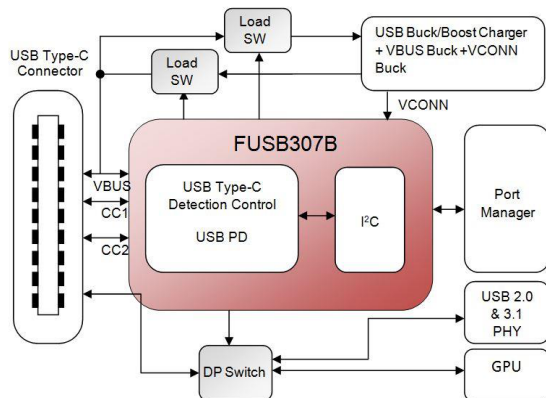 Load
SW
USB Buck/Boost Charger
+ VBUS Buck +VCONN
Buck
USB Type-C
Connector
Load
SW
VCONN
FUSB307B
VBUS
CC1
CC2
USB Type-C
Detection Control
USB PD
I²C
Port
Manager
USB 2.0
& 3.1
PHY
DP Switch
GPU